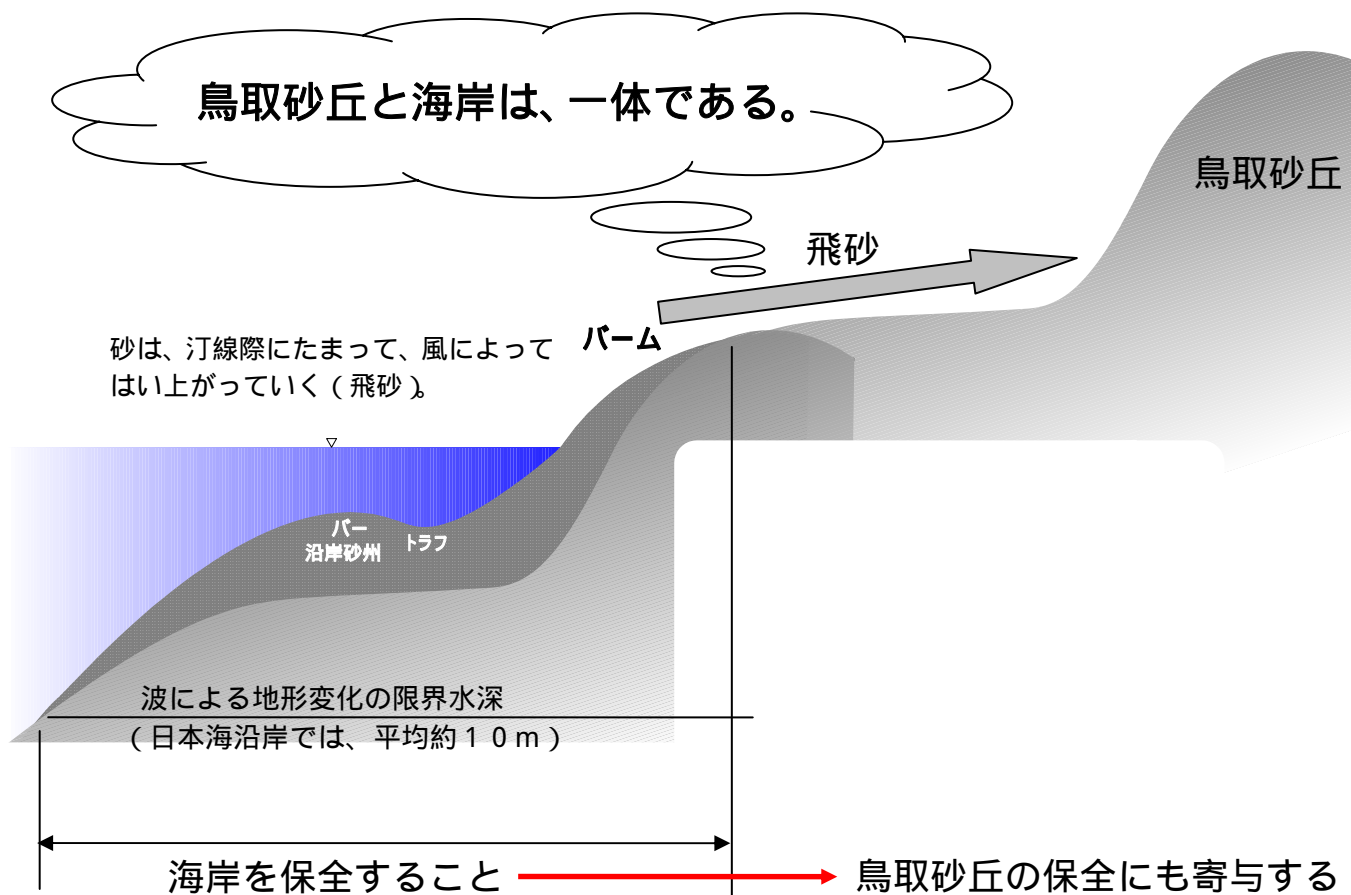 鳥取砂丘と海岸は、一体である。
鳥取砂丘
飛砂
バーム
砂は、汀線際にたまって、風によって
はい上がっていく(飛砂)。
バー
沿岸砂州
トラフ
波による地形変化の限界水深
(日本海沿岸では、平均約10m)
海岸を保全すること
鳥取砂丘の保全にも寄与する